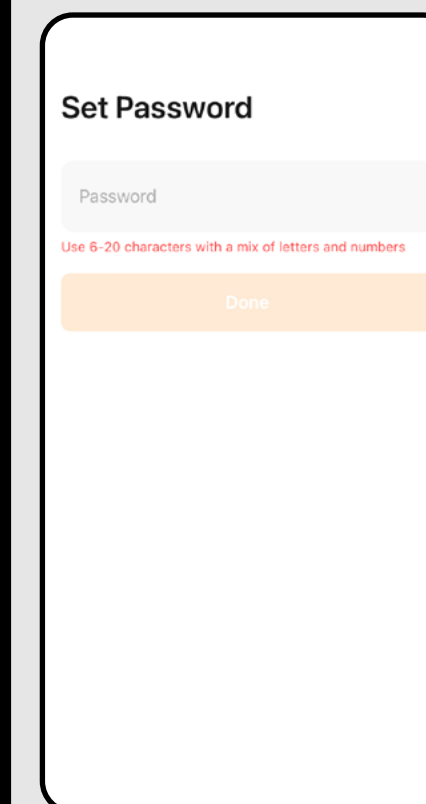 Set Password
Password
Use 6-20 characters with a mix of letters and numbers
Done